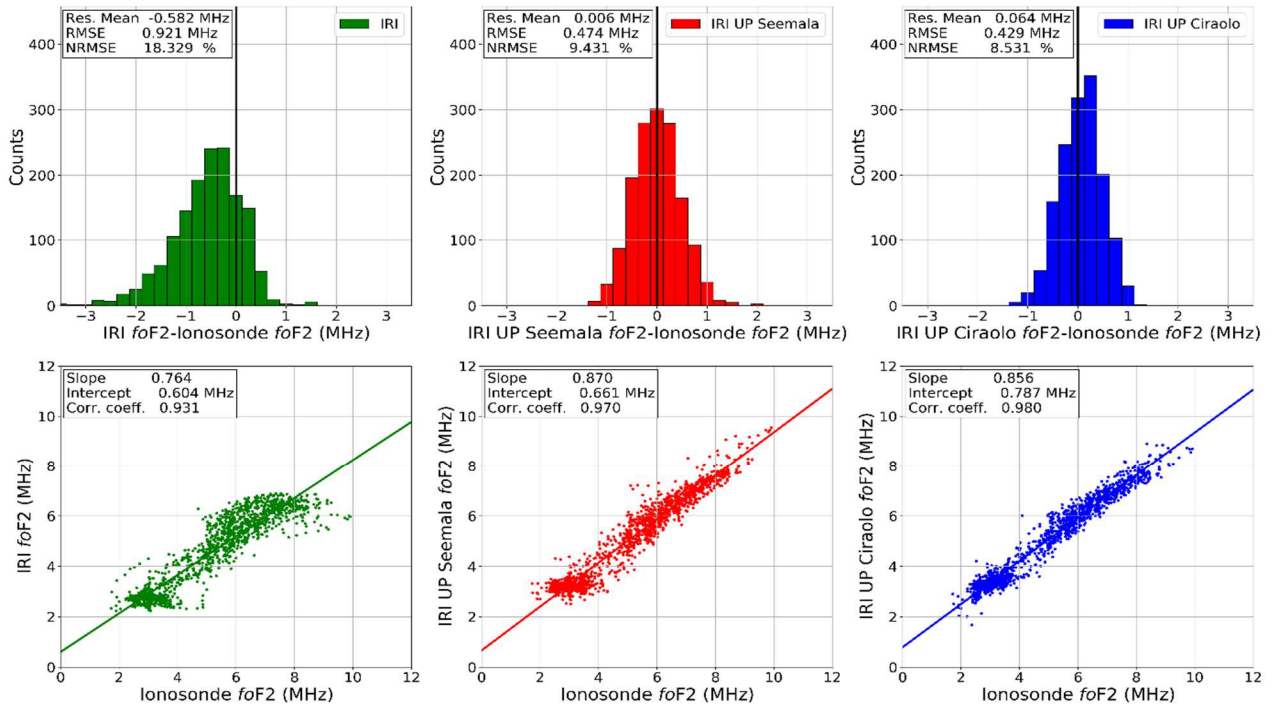 Res. Mean -0.582 MHz
RMSE 0.921 MHz
NRMSE 18.329 %
IRI
400
300
200
100
0
Counts
−3 −2 −1 0 1 2 3
IRI foF2-Ionosonde foF2 (MHz)
Res. Mean 0.006 MHz
RMSE 0.474 MHz
NRMSE 9.431 %
IRI UP Seemala
400
300
200
100
0
Counts
−3 −2 −1 0 1 2 3
IRI UP Seemala foF2-Ionosonde foF2 (MHz)
Res. Mean 0.064 MHz
RMSE 0.429 MHz
NRMSE 8.531 %
IRI UP Ciraolo
400
300
200
100
0
Counts
−3 −2 −1 0 1 2 3
IRI UP Ciraolo foF2-Ionosonde foF2 (MHz)
Slope 0.764
Intercept 0.604 MHz
Corr. coeff. 0.931
12
10
8
6
4
2
0
IRI foF2 (MHz)
0 2 4 6 8 10 12
Ionosonde foF2 (MHz)
Slope 0.870
Intercept 0.661 MHz
Corr. coeff. 0.970
12
10
8
6
4
2
0
IRI UP Seemala foF2 (MHz)
0 2 4 6 8 10 12
Ionosonde foF2 (MHz)
Slope 0.856
Intercept 0.787 MHz
Corr. coeff. 0.980
12
10
8
6
4
2
0
IRI UP Ciraolo foF2 (MHz)
0 2 4 6 8 10 12
Ionosonde foF2 (MHz)